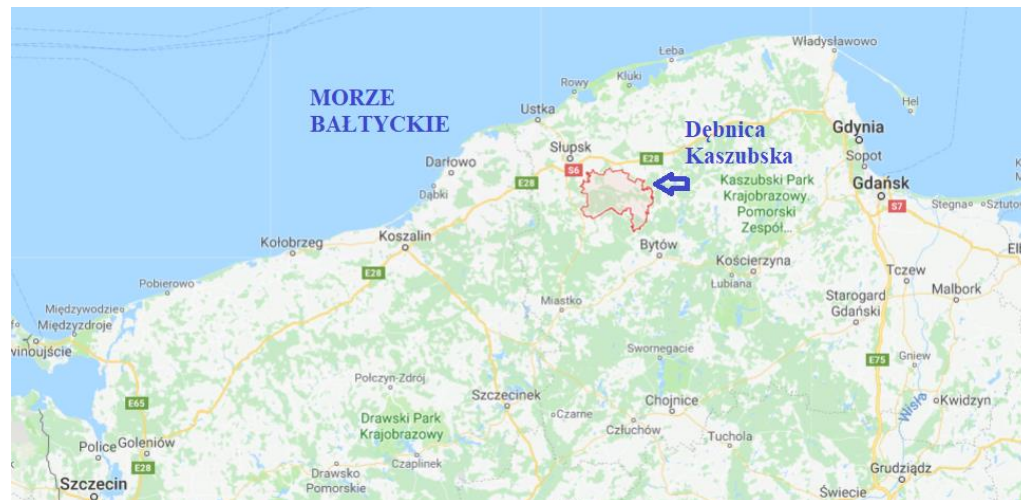 Władysławowo
Łeba
Kluki
Rowy
Hel
MORZE
BAŁTYCKIE
Ustka
Dębnica
Kaszubska
Gdynia
Słupsk
E28
Sopot
Darłowo
S6
Kaszubski Park
Krajobrazowy.
Pomorski
Zespół...
Gdańsk
E28
Dąbki
S7
Stegna
Sztutow
Koszalin
Kołobrzeg
Bytów
El
Kościerzyna
E28
Tczew
Łubiana
Pobierowo
Malbork
Starogard
Gdański
Międzywodzie
Miastko
Międzyzdroje
winoujście
Swornegacie
E75
Gniew
Połczyn-Zdrój
Szczecinek
Chojnice
Wisła
Kwidzyn
E65
Czarne
Drawski Park
Krajobrazowy
Człuchów
Tuchola
Police
Goleniów
Czaplinek
E28
Drawsko
Pomorskie
Grudziądz
Szczecin
Świecie